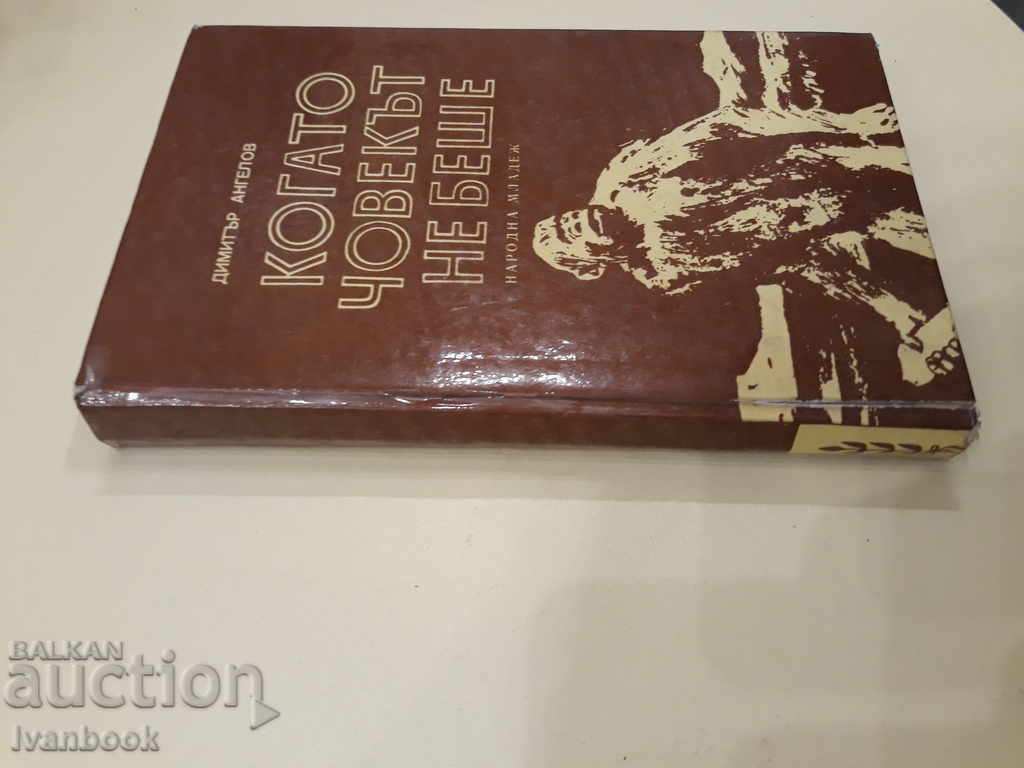 ДИМИТЪР АНГЕЛОВ
КОГАТО
ЧОВЕКЪТ
НЕ БЕШЕ
НАРОДНА МЛАДЕЖ
BALKAN
auction
Ivanbook